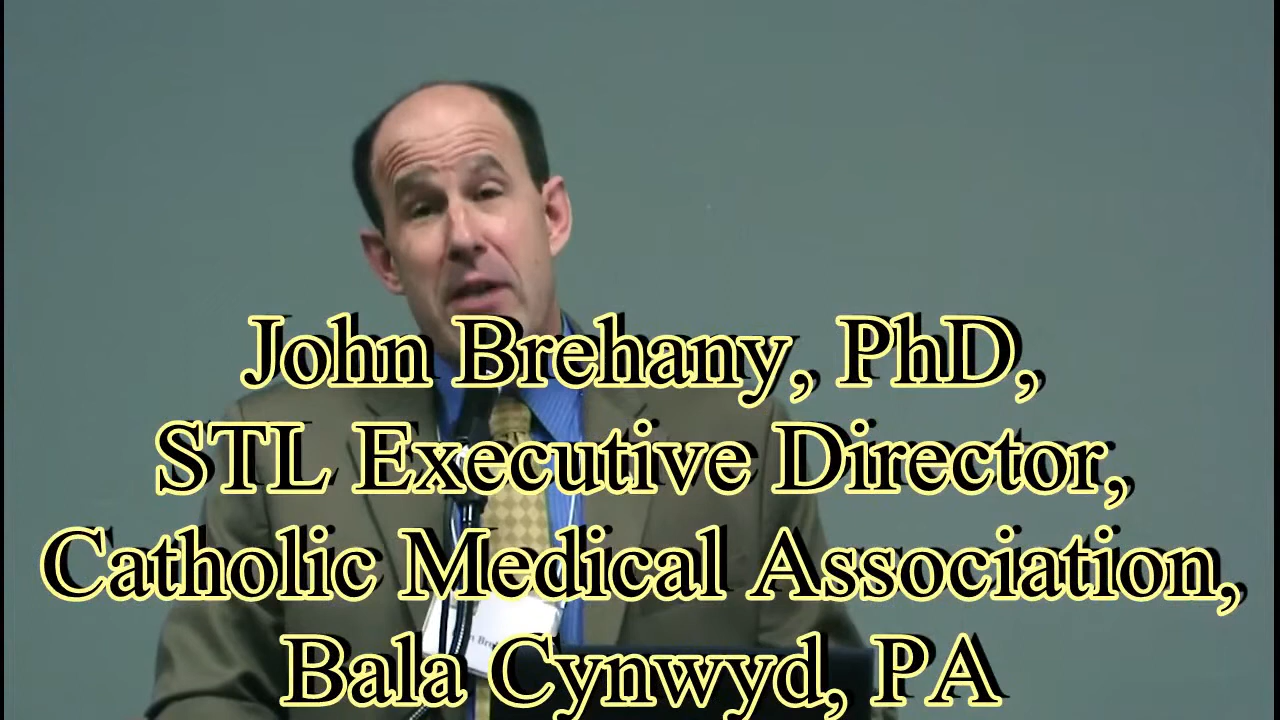 John Brehany, PhD,
STL Executive Director,
Catholic Medical Association,
Bala Cynwyd, PA